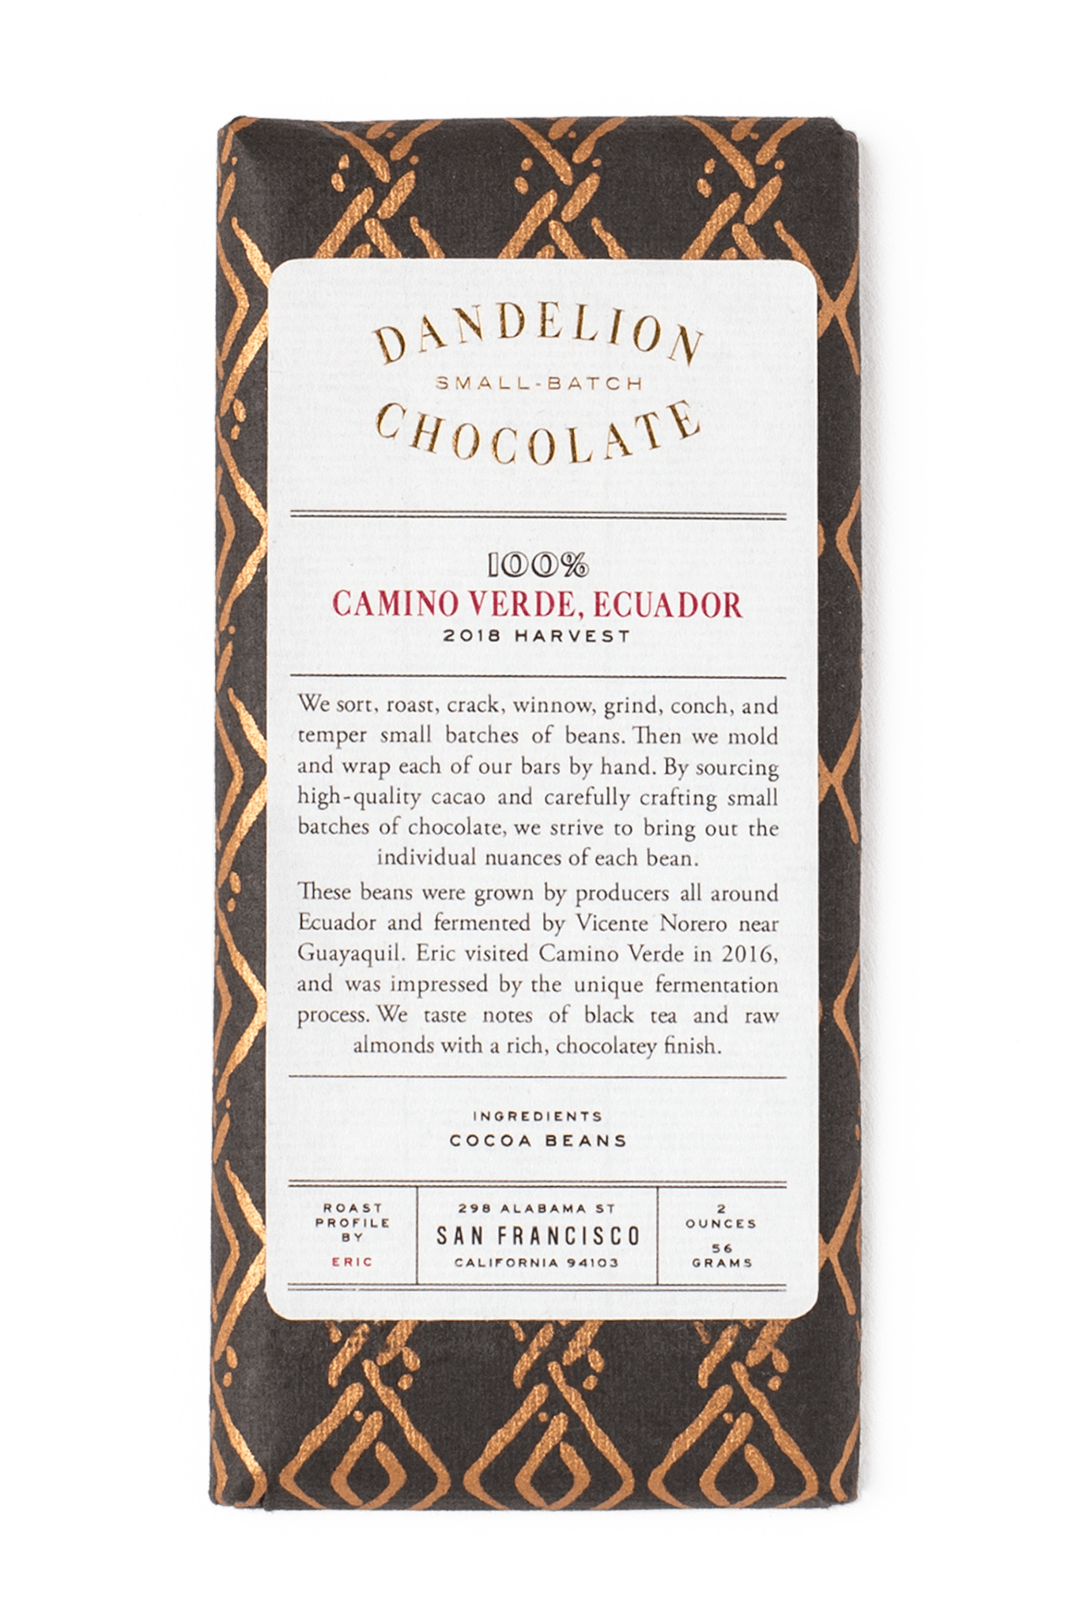 DANDELION
SMALL-BATCH
CHOCOLATE
100%
CAMINO VERDE, ECUADOR
2018 HARVEST
We sort, roast, crack, winnow, grind, conch, and
temper small batches of beans. Then we mold
and wrap each of our bars by hand. By sourcing
high-quality cacao and carefully crafting small
batches of chocolate, we strive to bring out the
individual nuances of each bean.
These beans were grown by producers all around
Ecuador and fermented by Vicente Norero near
Guayaquil. Eric visited Camino Verde in 2016,
and was impressed by the unique fermentation
process. We taste notes of black tea and raw
almonds with a rich, chocolatey finish.
INGREDIENTS
COCOA BEANS
ROAST
PROFILE
BY
ERIC
298 ALABAMA ST
SAN FRANCISCO
CALIFORNIA 94103
2
OUNCES
56
GRAMS